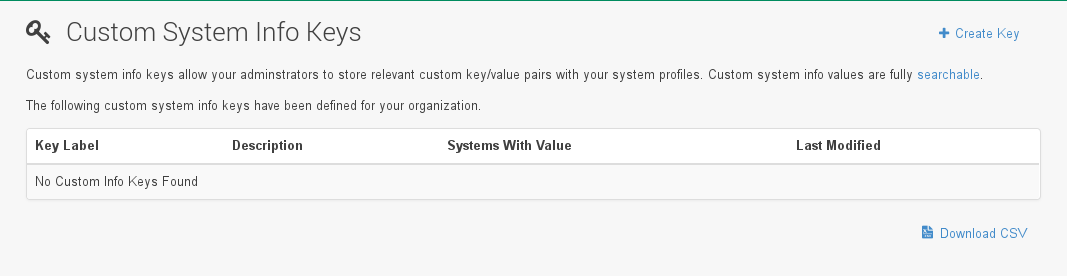 Custom System Info Keys
Create Key
Custom system info keys allow your adminstrators to store relevant custom key/value pairs with your system profiles. Custom system info values are fully searchable.
The following custom system info keys have been defined for your organization.
Key Label Description Systems With Value Last Modified
No Custom Info Keys Found
Download CSV